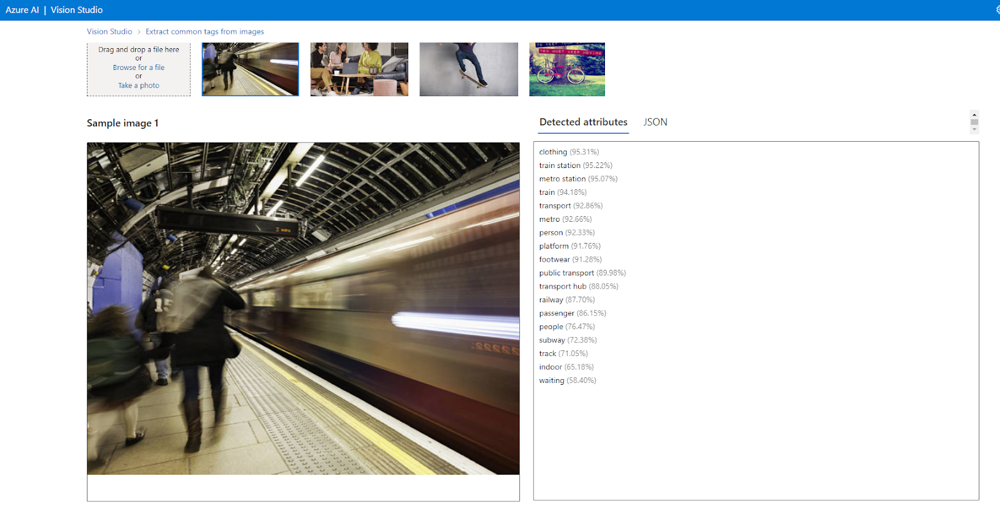 Azure AI | Vision Studio
Vision Studio > Extract common tags from images
Drag and drop a file here
or
Browse for a file
or
Take a photo
TO KEEP YOUR
YOU MUST KEEP MOVING
Sample image 1
3 mins
15
Detected attributes
JSON
clothing (95.31%)
train station (95.22%)
metro station (95.07%)
train (94.18%)
transport (92.86%)
metro (92.66%)
person (92.33%)
platform (91.76%)
footwear (91.28%)
public transport (89.98%)
transport hub (88.05%)
railway (87.70%)
passenger (86.15%)
people (76.47%)
subway (72.38%)
track (71.05%)
indoor (65.18%)
waiting (58.40%)